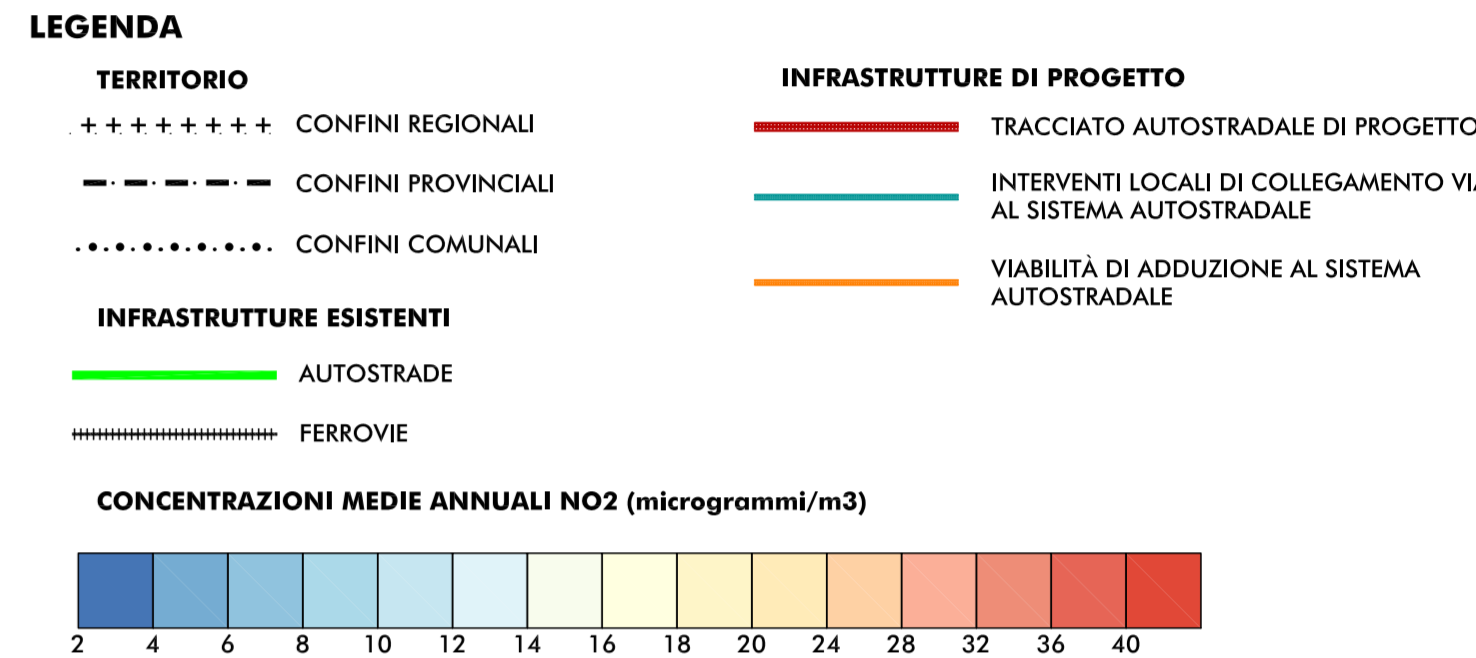 LEGENDA
TERRITORIO
CONFINI REGIONALI
CONFINI PROVINCIALI
CONFINI COMUNALI
INFRASTRUTTURE ESISTENTI
AUTOSTRADE
FERROVIE
INFRASTRUTTURE DI PROGETTO
TRACCIATO AUTOSTRADALE DI PROGETTO
INTERVENTI LOCALI DI COLLEGAMENTO
AL SISTEMA AUTOSTRADALE
VIABILITÀ DI ADDUZIONE AL SISTEMA
AUTOSTRADALE
CONCENTRAZIONI MEDIE ANNUALI NO2 (microgrammi/m3)
2 4 6 8 10 12 14 16 18 20 24 28 32 36 40